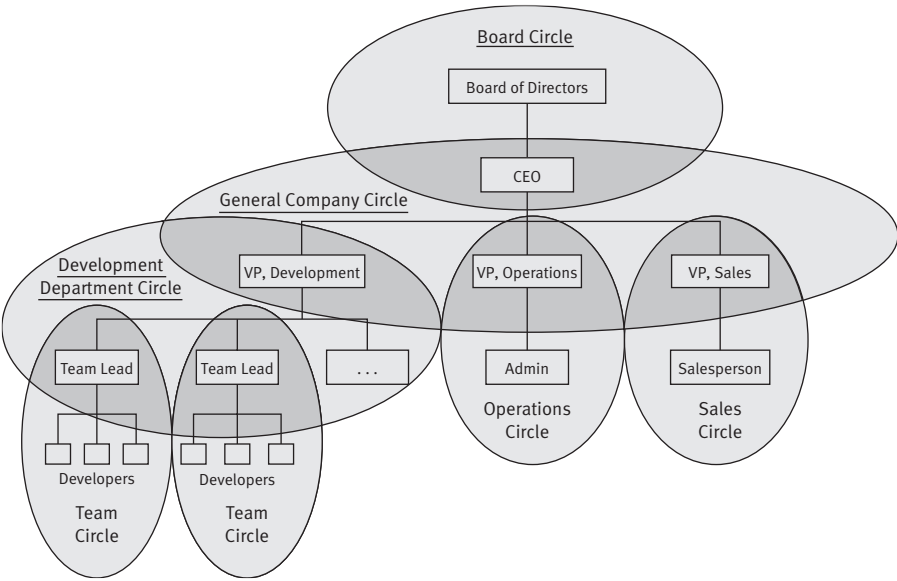 Board Circle
Board of Directors
CEO
General Company Circle
Development
Department Circle
VP, Development
VP, Operations
VP, Sales
Team Lead
Team Lead
. . .
Admin
Salesperson
Operations
Circle
Sales
Circle
Developers
Developers
Team
Circle
Team
Circle